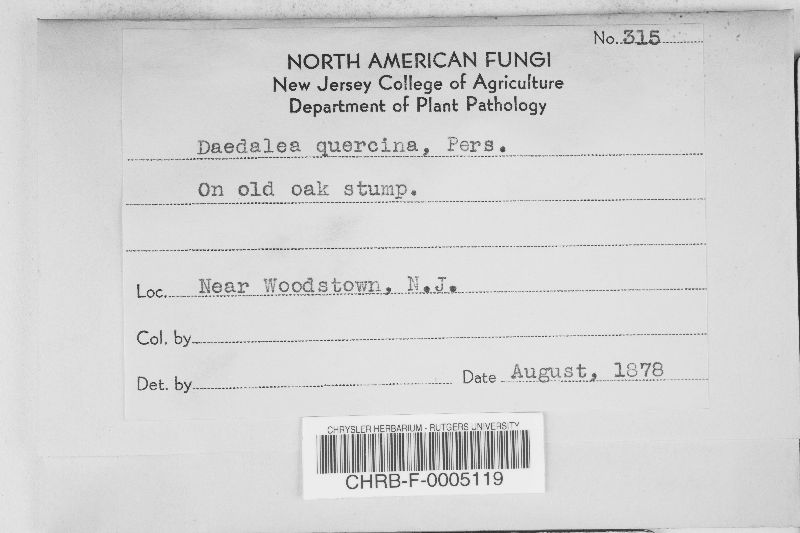 No. 315
NORTH AMERICAN FUNGI
New Jersey College of Agriculture
Department of Plant Pathology
Daedalea quercina, Pers.
On old oak stump.
Loc. Near Woodstown, N.J.
Col. by
Det. by Date August, 1878
CHRYSLER HERBARIUM - RUTGERS UNIVERSITY
CHRB-F-0005119